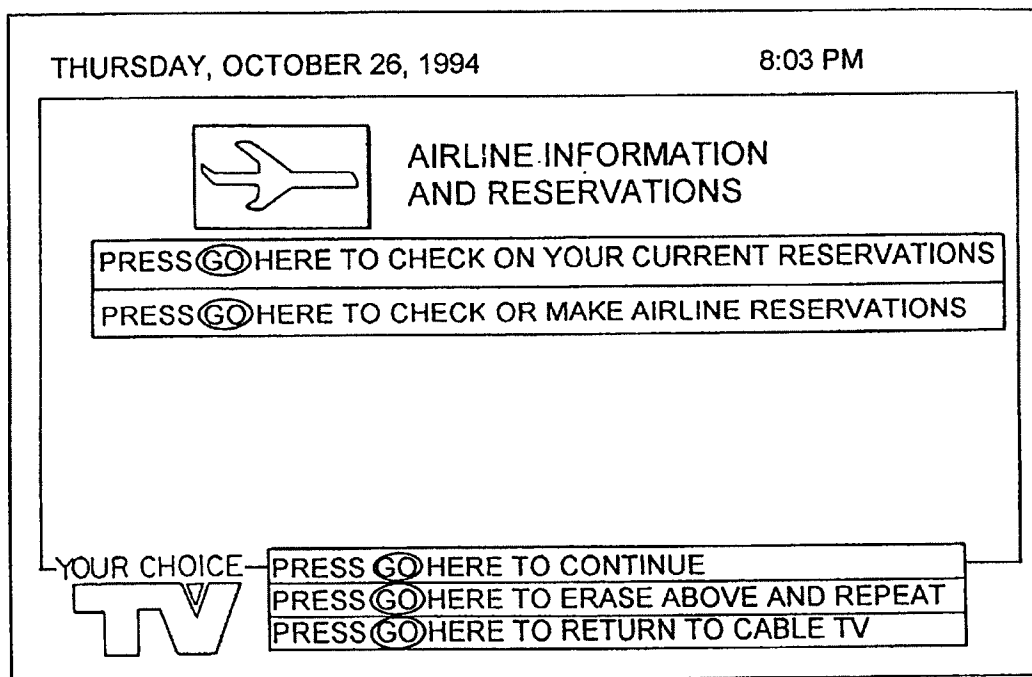 THURSDAY, OCTOBER 26, 1994 8:03 PM
AIRLINE INFORMATION
AND RESERVATIONS
PRESS GO HERE TO CHECK ON YOUR CURRENT RESERVATIONS
PRESS GO HERE TO CHECK OR MAKE AIRLINE RESERVATIONS
YOUR CHOICE
TV
PRESS GO HERE TO CONTINUE
PRESS GO HERE TO ERASE ABOVE AND REPEAT
PRESS GO HERE TO RETURN TO CABLE TV